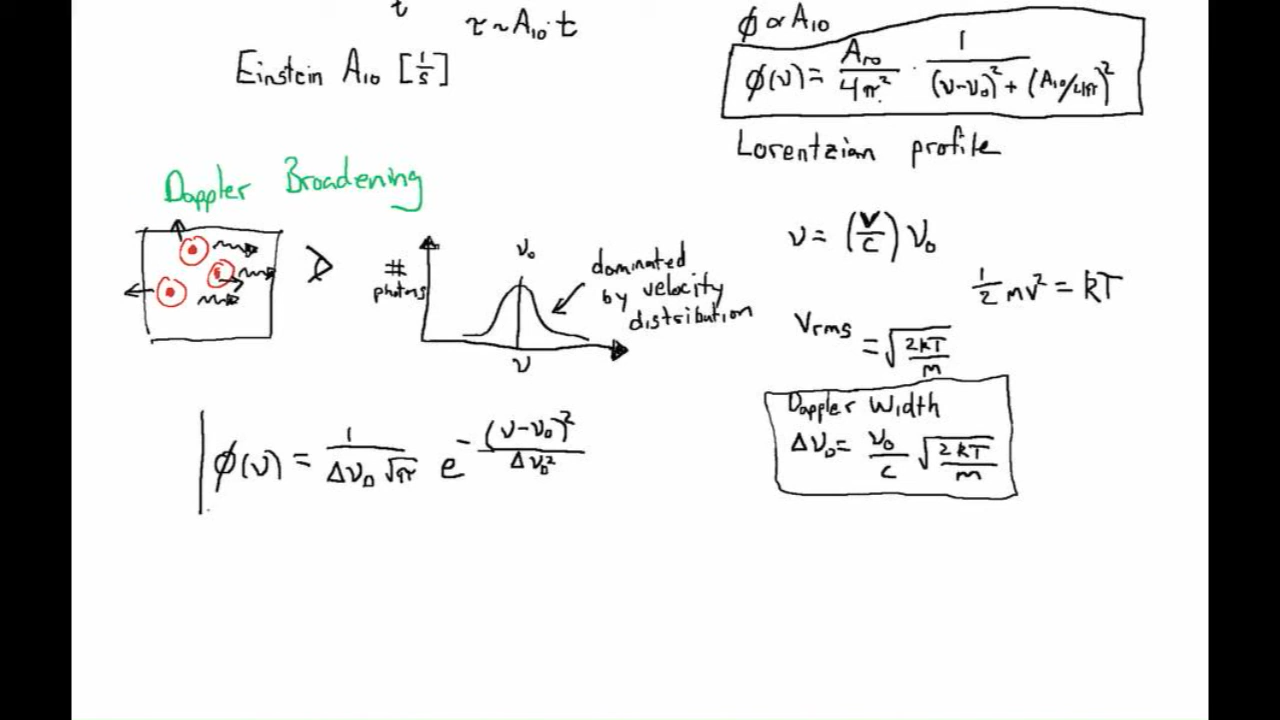 t
τ ~ A₁₀·t
Einstein A₁₀ [1/s]
ϕ or A₁₀
ϕ(ν) = A₁₀/4π² · 1/((ν-ν₀)² + (A₁₀/4π)²)
Lorentzian profile
Doppler Broadening
# photons
ν₀
ν
dominated
by velocity
distribution
ν = (v/c) ν₀
½mv² = kT
Vrms = √(2kT/m)
Doppler Width
Δν_D = ν₀/c √(2kT/m)
ϕ(ν) = 1/(Δν_D √π) e^-(ν-ν₀)²/Δν_D²